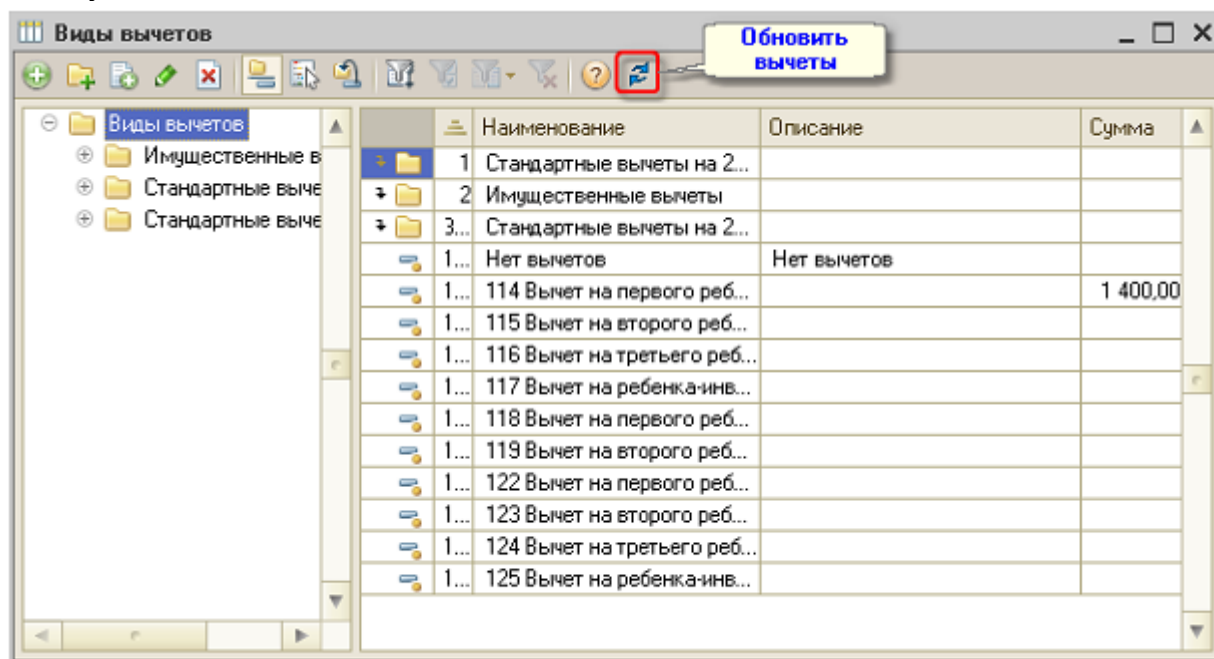 Виды вычетов
Обновить
вычеты
Виды вычетов
Имущественные в
Стандартные выче
Стандартные выче
Наименование Описание Сумма
1 Стандартные вычеты на 2...
2 Имущественные вычеты
3... Стандартные вычеты на 2...
1... Нет вычетов Нет вычетов
1... 114 Вычет на первого реб... 1 400,00
1... 115 Вычет на второго реб...
1... 116 Вычет на третьего реб...
1... 117 Вычет на ребенка-инв...
1... 118 Вычет на первого реб...
1... 119 Вычет на второго реб...
1... 122 Вычет на первого реб...
1... 123 Вычет на второго реб...
1... 124 Вычет на третьего реб...
1... 125 Вычет на ребенка-инв...